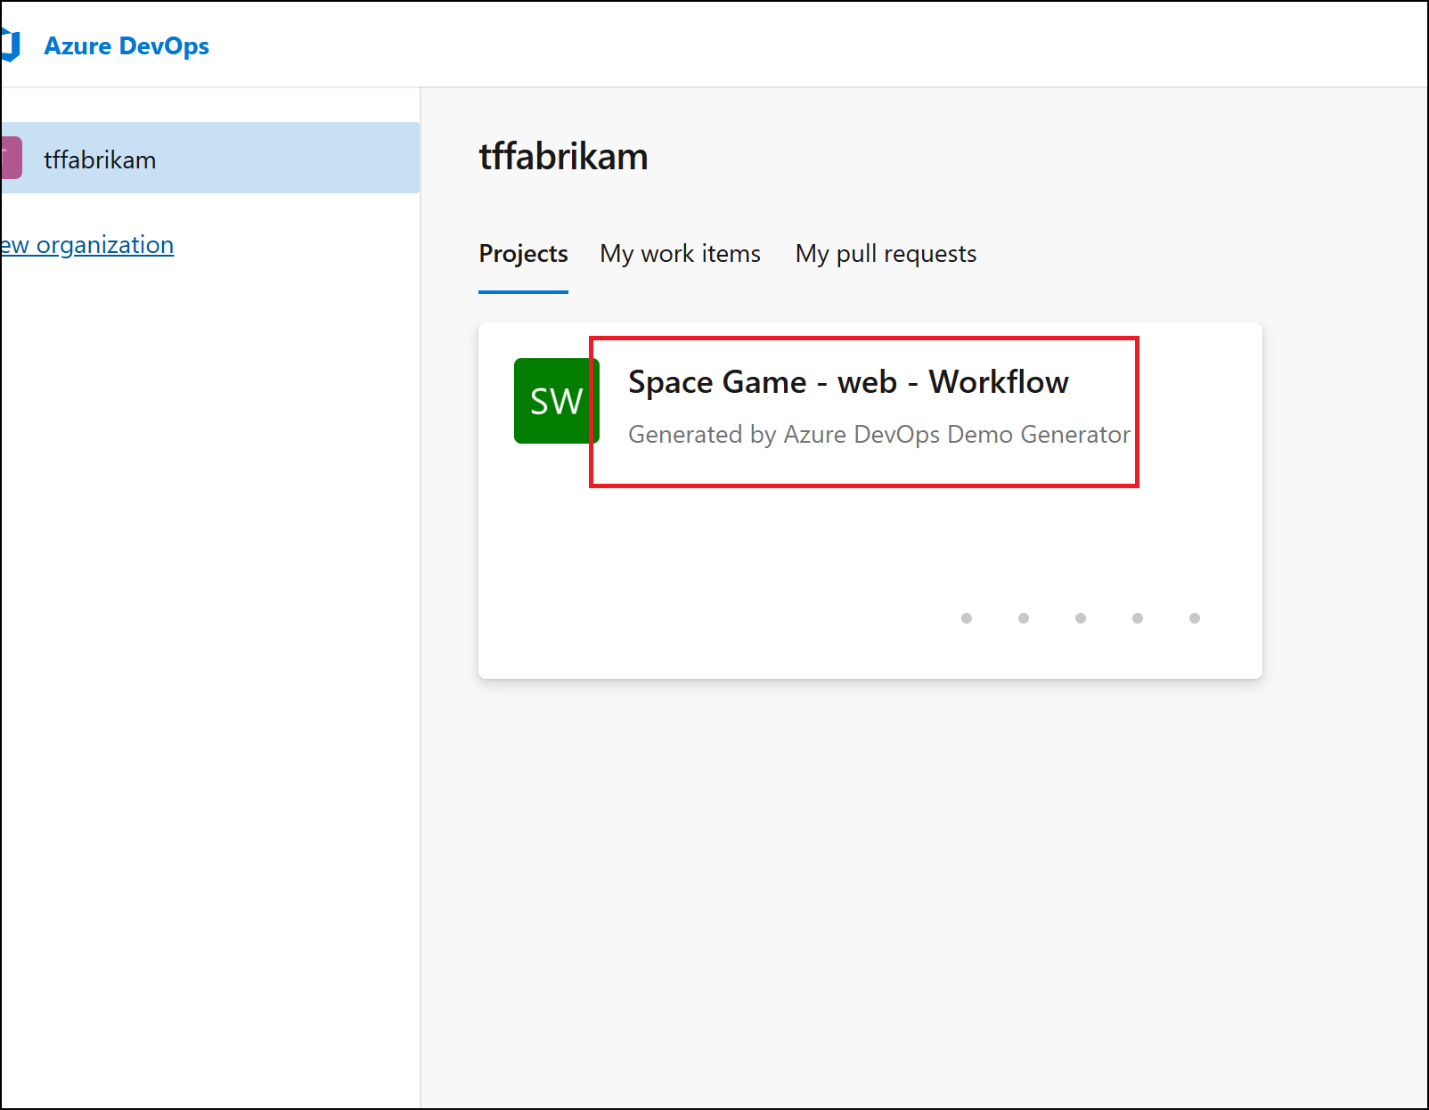 Azure DevOps
tffabrikam
ew organization
tffabrikam
Projects My work items My pull requests
SW
Space Game - web - Workflow
Generated by Azure DevOps Demo Generator